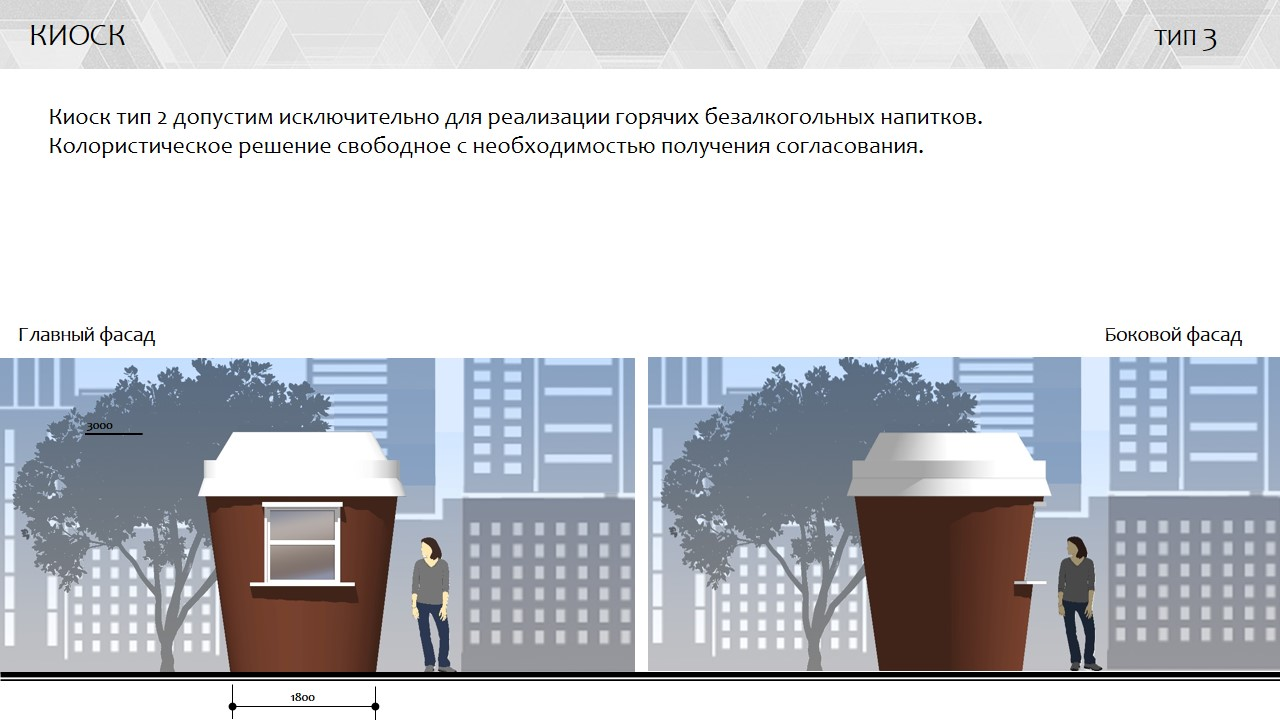 КИОСК
тип 3
Киоск тип 2 допустим исключительно для реализации горячих безалкогольных напитков.
Колористическое решение свободное с необходимостью получения согласования.
Главный фасад
Боковой фасад
3000
1800